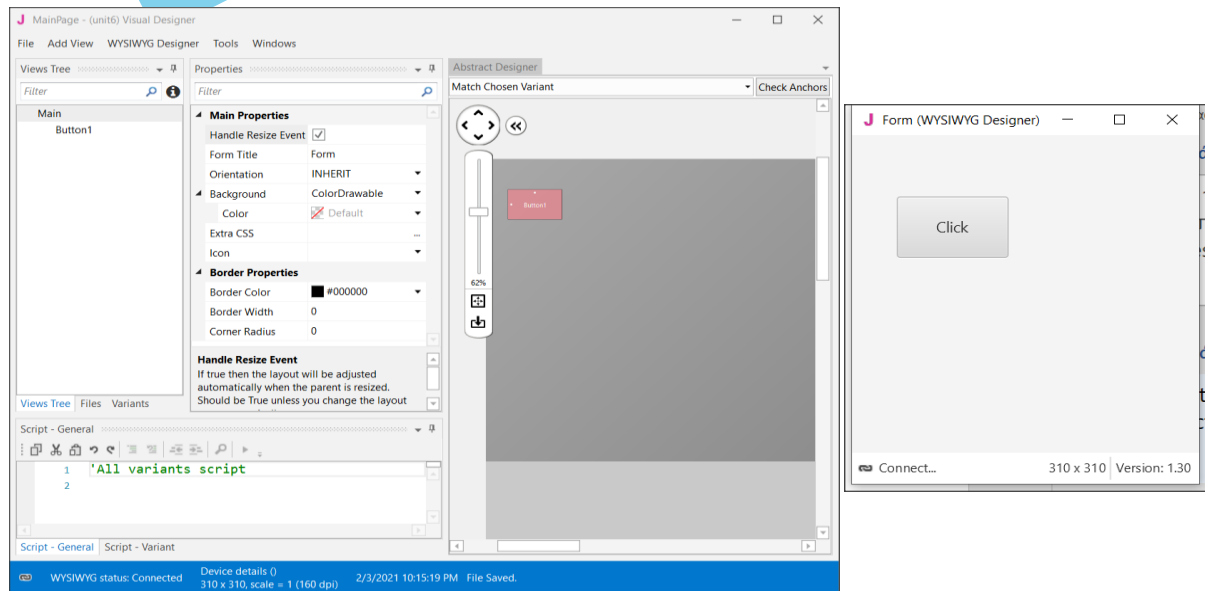 MainPage - (unit6) Visual Designer
File Add View WYSIWYG Designer Tools Windows
Views Tree
Filter
Main
Button1
Views Tree Files Variants
Properties
Filter
Main Properties
Handle Resize Event
Form Title Form
Orientation INHERIT
Background ColorDrawable
Color Default
Extra CSS ...
Icon
Border Properties
Border Color #000000
Border Width 0
Corner Radius 0
Handle Resize Event
If true then the layout will be adjusted
automatically when the parent is resized.
Should be True unless you change the layout
Abstract Designer
Match Chosen Variant Check Anchors
Button1
62%
Script - General
1 'All variants script
2
Script - General Script - Variant
WYSIWYG status: Connected
Device details ()
310 x 310, scale = 1 (160 dpi)
2/3/2021 10:15:19 PM File Saved.
Form (WYSIWYG Designer)
Click
Connect... 310 x 310 Version: 1.30